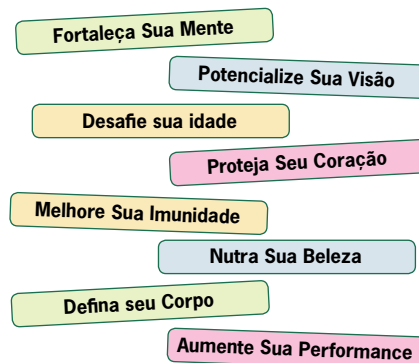 Fortaleça Sua Mente
Potencialize Sua Visão
Desafie sua idade
Proteja Seu Coração
Melhore Sua Imunidade
Nutra Sua Beleza
Defina seu Corpo
Aumente Sua Performance